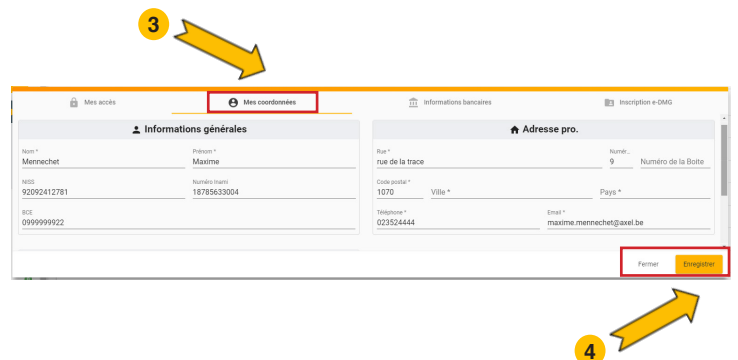 3
Mes accès
Mes coordonnées
Informations bancaires
Inscription e-DMG
Informations générales
Adresse pro.
Nom *
Prénom *
Mennechet
Maxime
NISS
Numéro Inami
92092412781
18785633004
BCE
0999999922
Rue *
Numér...
rue de la trace
9
Numéro de la Boite
Code postal *
1070
Ville *
Pays *
Téléphone *
Email *
023524444
maxime.mennechet@axel.be
Fermer
Enregistrer
4